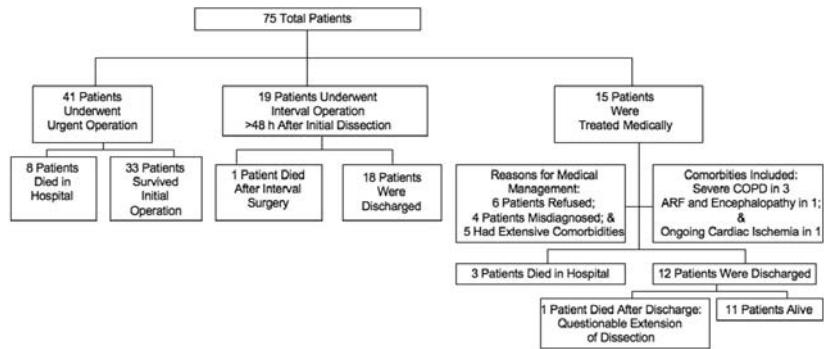 75 Total Patients
41 Patients
Underwent
Urgent Operation
19 Patients Underwent
Interval Operation
>48 h After Initial Dissection
15 Patients
Were
Treated Medically
8 Patients
Died in
Hospital
33 Patients
Survived
Initial
Operation
1 Patient Died
After Interval
Surgery
18 Patients
Were
Discharged
Reasons for Medical
Management:
6 Patients Refused;
4 Patients Misdiagnosed; &
5 Had Extensive Comorbidities
Comorbities Included:
Severe COPD in 3
ARF and Encephalopathy in 1;
&
Ongoing Cardiac Ischemia in 1
3 Patients Died in Hospital
12 Patients Were Discharged
1 Patient Died After Discharge:
Questionable Extension
of Dissection
11 Patients Alive